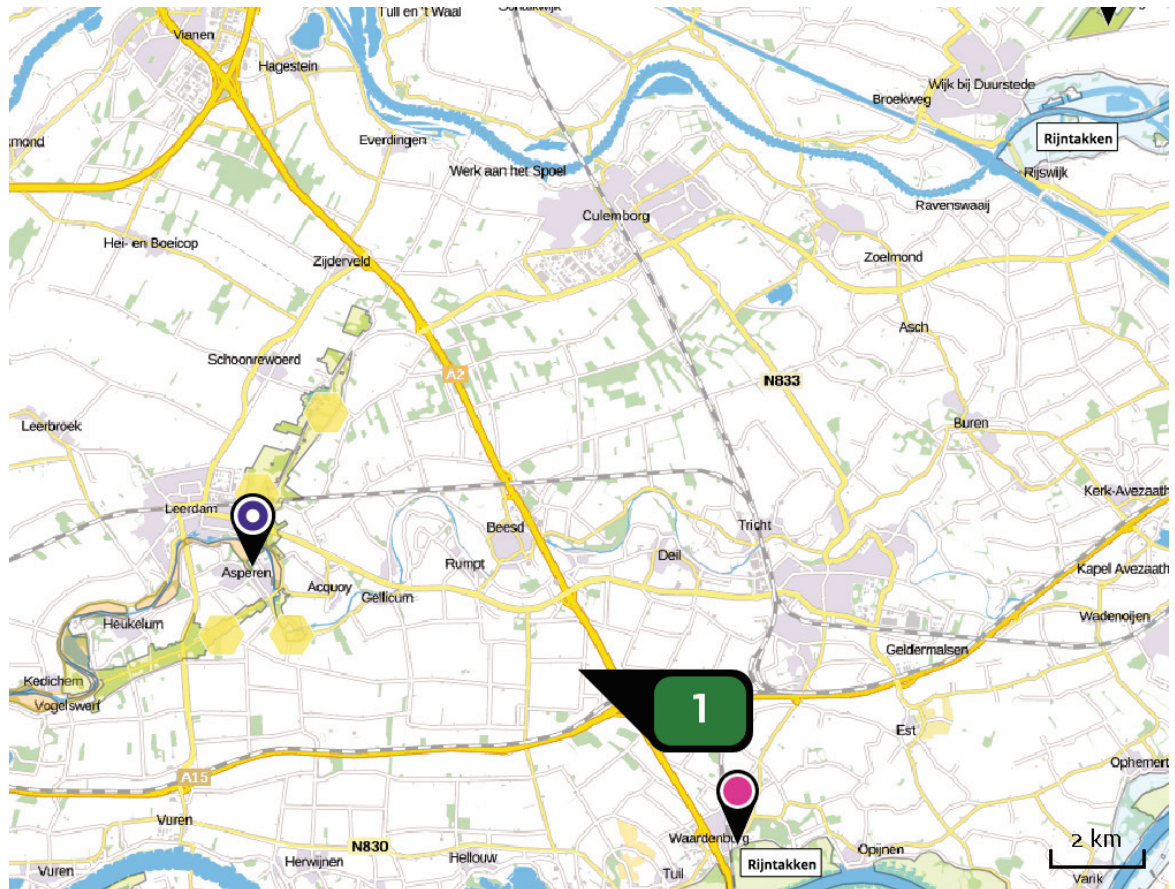 Tull en 't Waal
Vianen
Hagestein
Wijk bij Duurstede
Broekweg
Everdingen
Rijntakken
Werk aan het Spoel
Rijswijk
Ravenswaaij
Culemborg
Hei- en Boeicop
Zoelmond
Zijderveld
Asch
Schoonrewoerd
A2
N833
Leerbroek
Buren
Kerk-Avezaath
Leerdam
Beesd
Tricht
Deil
Rumpt
Asperen
Kapel Avezaath
Acquoy
Gellicum
Wadenoijen
Heukelum
Geldermalsen
Kedichem
Vogelswerf
1
Est
Ophemert
A15
Vuren
N830
Waardenburg
2 km
Herwijnen
Hellouw
Opijnen
Rijntakken
Vuren
Tuil
Varik